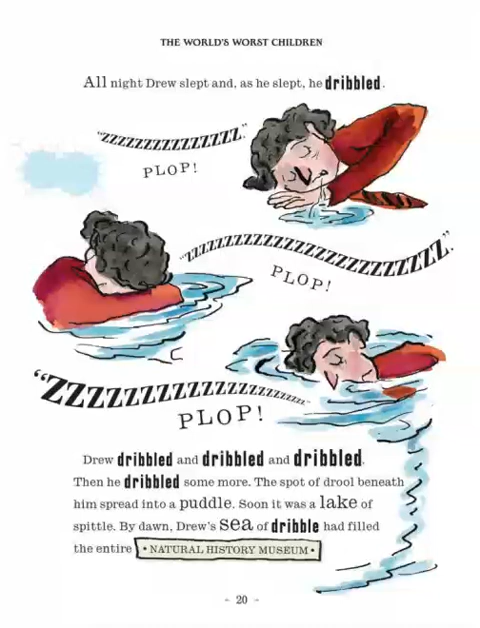 THE WORLD'S WORST CHILDREN
All night Drew slept and, as he slept, he dribbled.
"ZZZZZZZZZZZZZZZ."
PLOP!
"ZZZZZZZZZZZZZZZZZZZZZZZZZZ."
PLOP!
"ZZZZZZZZZZZZZZZZZZZZZZZZ."
PLOP!
Drew dribbled and dribbled and dribbled.
Then he dribbled some more. The spot of drool beneath
him spread into a puddle. Soon it was a lake of
spittle. By dawn, Drew's sea of dribble had filled
the entire • NATURAL HISTORY MUSEUM •
- 20 -